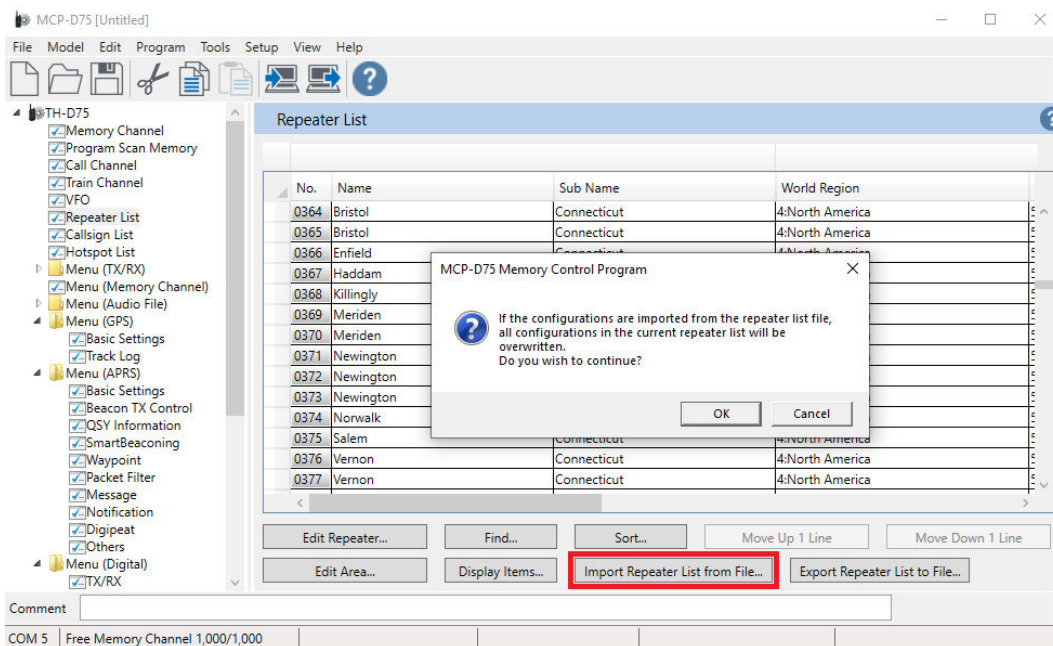 MCP-D75 [Untitled]
File Model Edit Program Tools Setup View Help
TH-D75
Memory Channel
Program Scan Memory
Call Channel
Train Channel
VFO
Repeater List
Callsign List
Hotspot List
Menu (TX/RX)
Menu (Memory Channel)
Menu (Audio File)
Menu (GPS)
Basic Settings
Track Log
Menu (APRS)
Basic Settings
Beacon TX Control
QSY Information
SmartBeaconing
Waypoint
Packet Filter
Message
Notification
Digipeat
Others
Menu (Digital)
TX/RX
Repeater List
No. Name Sub Name World Region
0364 Bristol Connecticut 4:North America
0365 Bristol Connecticut 4:North America
0366 Enfield Connecticut 4:North America
0367 Haddam
0368 Killingly
0369 Meriden
0370 Meriden
0371 Newington
0372 Newington
0373 Newington
0374 Norwalk
0375 Salem Connecticut 4:North America
0376 Vernon Connecticut 4:North America
0377 Vernon Connecticut 4:North America
MCP-D75 Memory Control Program
If the configurations are imported from the repeater list file,
all configurations in the current repeater list will be
overwritten.
Do you wish to continue?
OK Cancel
Edit Repeater... Find... Sort... Move Up 1 Line Move Down 1 Line
Edit Area... Display Items... Import Repeater List from File... Export Repeater List to File...
Comment
COM 5 Free Memory Channel 1,000/1,000